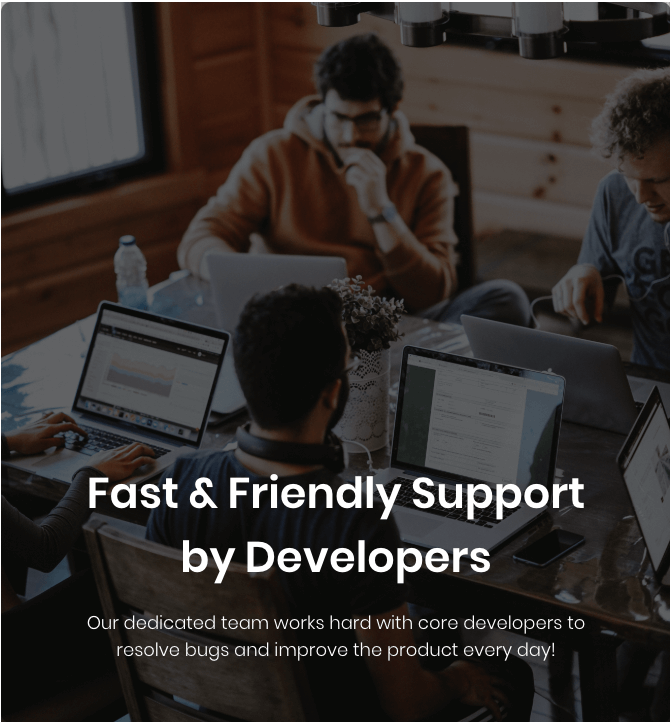 Fast & Friendly Support
by Developers
Our dedicated team works hard with core developers to
resolve bugs and improve the product every day!